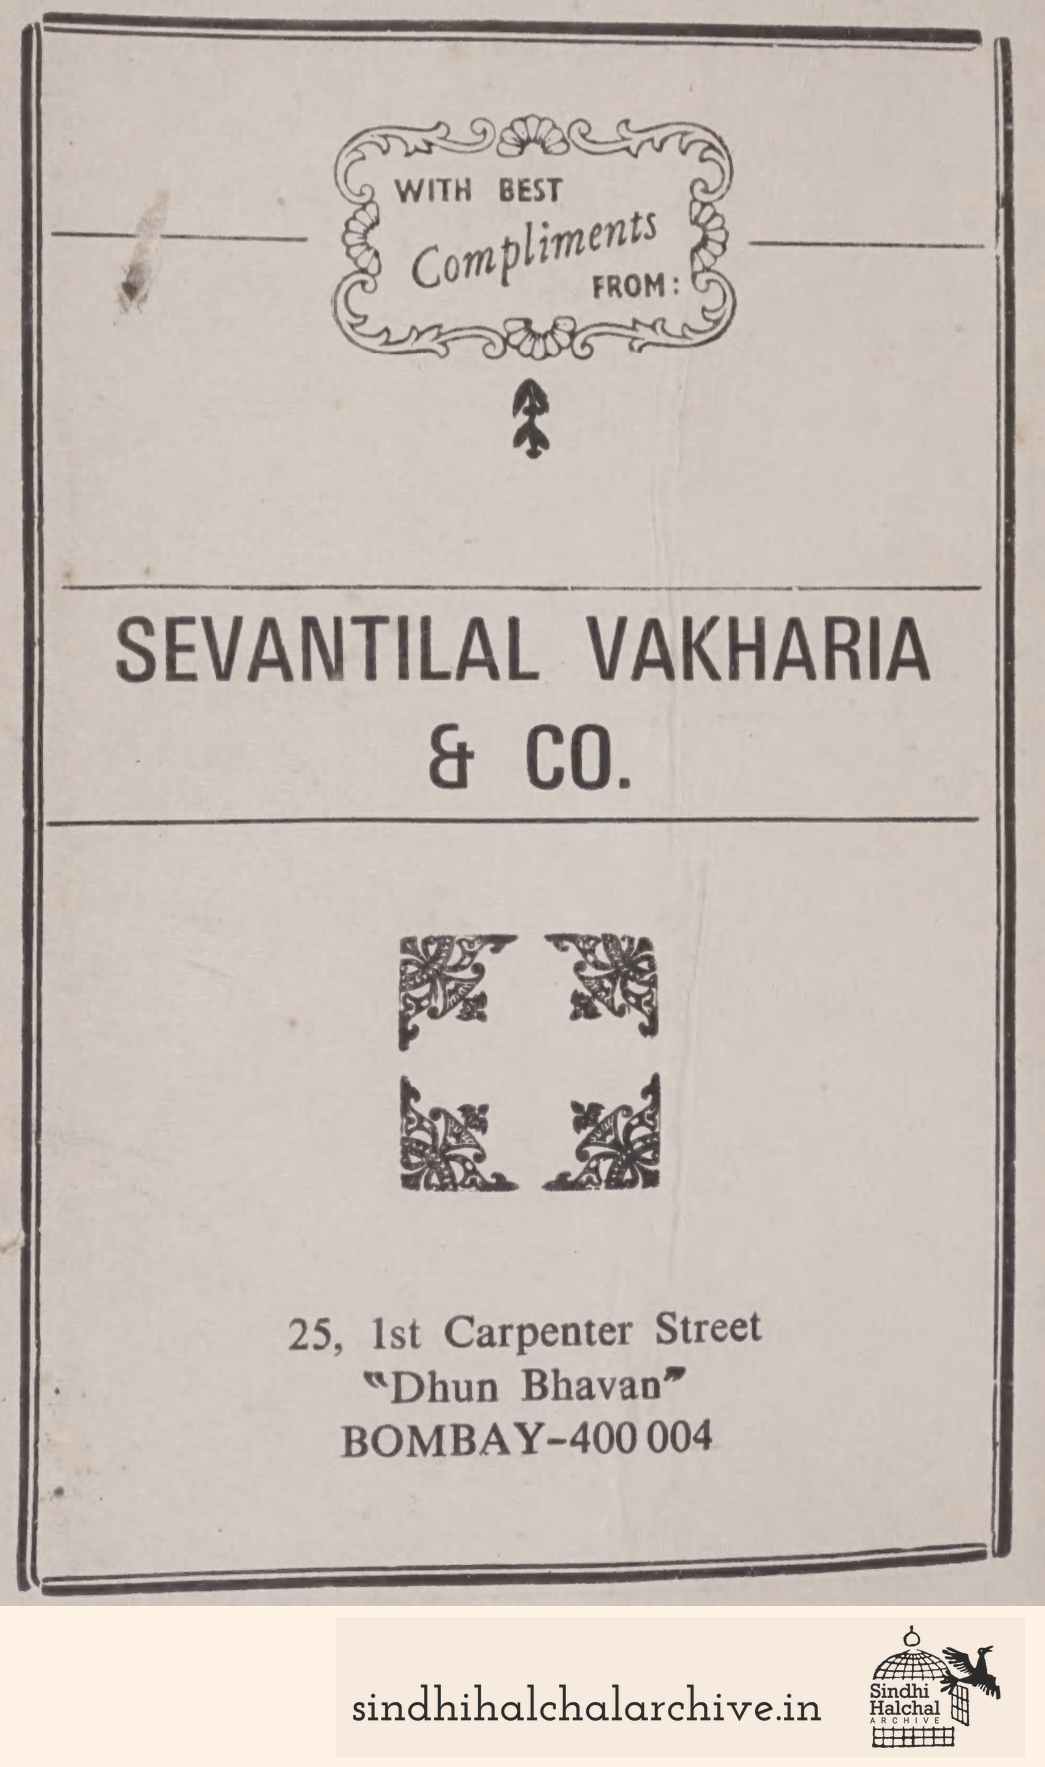 WITH BEST
Compliments
FROM:
SEVANTILAL VAKHARIA
& CO.
25, 1st Carpenter Street
"Dhun Bhavan"
BOMBAY-400 004
sindhihalchalarchive.in
Sindhi
Halchal
ARCHIVE